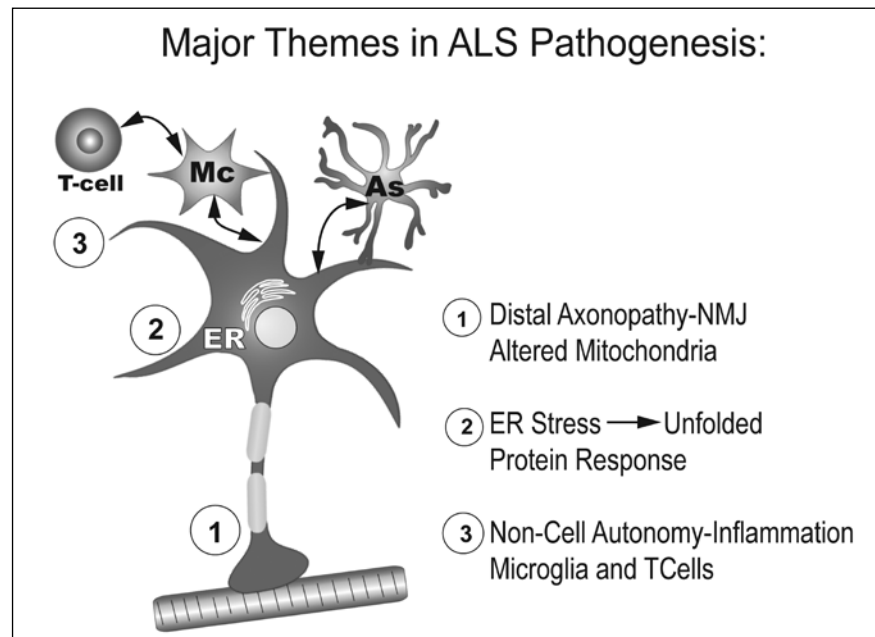 Major Themes in ALS Pathogenesis:
T-cell
Mc
As
3
2
ER
1
1 Distal Axonopathy-NMJ
Altered Mitochondria
2 ER Stress → Unfolded
Protein Response
3 Non-Cell Autonomy-Inflammation
Microglia and TCells